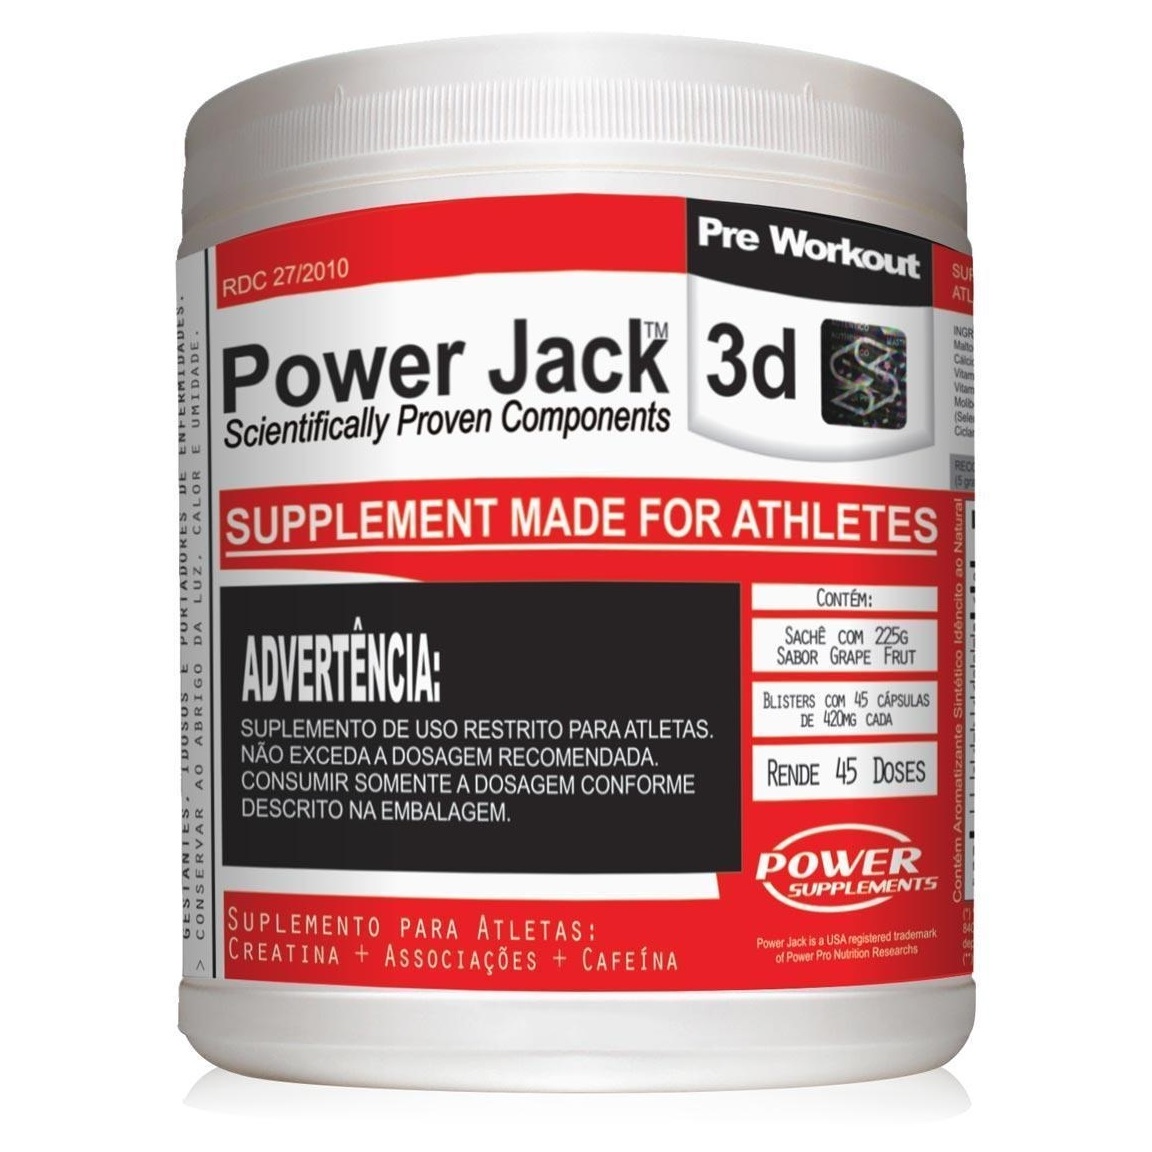 RDC 27/2010
Pre Workout
Power Jack™
3d
Scientifically Proven Components
SUPPLEMENT MADE FOR ATHLETES
ADVERTÊNCIA:
SUPLEMENTO DE USO RESTRITO PARA ATLETAS.
NÃO EXCEDA A DOSAGEM RECOMENDADA.
CONSUMIR SOMENTE A DOSAGEM CONFORME
DESCRITO NA EMBALAGEM.
CONTÉM:
SACHÊ COM 225G
SABOR GRAPE FRUT
BLISTERS COM 45 CÁPSULAS
DE 420MG CADA
RENDE 45 DOSES
POWER
SUPPLEMENTS
Power Jack is a USA registered trademark
of Power Pro Nutrition Researchs
SUPLEMENTO PARA ATLETAS:
CREATINA + ASSOCIAÇÕES + CAFEÍNA
GESTANTES, IDOSOS E PORTADORES DE ENFERMIDADES.
> CONSERVAR AO ABRIGO DA LUZ, CALOR E UMIDADE.
Contém Aromatizante Sintético Idêncito ao Natural